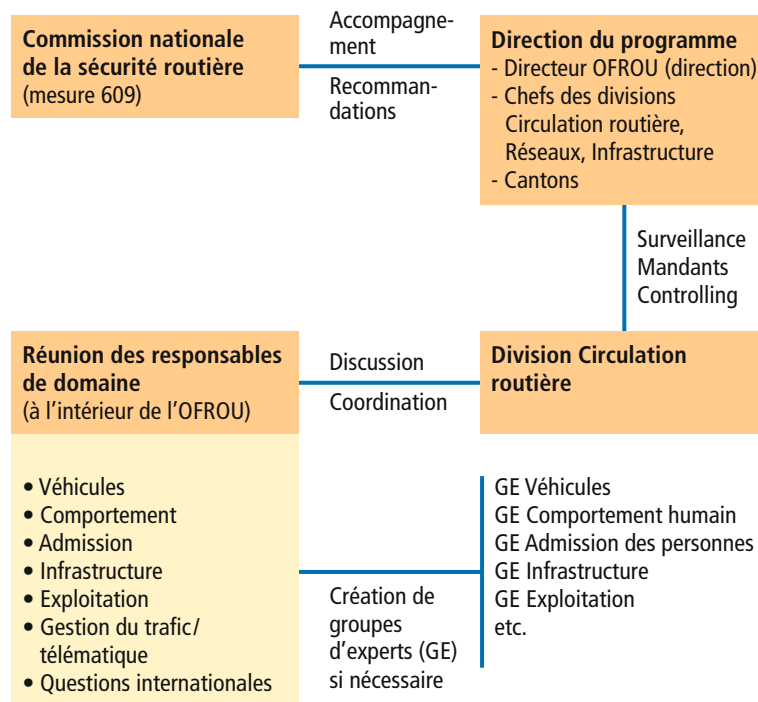 Commission nationale
de la sécurité routière
(mesure 609)
Accompagne-
ment
Recomman-
dations
Direction du programme
- Directeur OFROU (direction)
- Chefs des divisions
Circulation routière,
Réseaux, Infrastructure
- Cantons
Surveillance
Mandants
Controlling
Réunion des responsables
de domaine
(à l'intérieur de l'OFROU)
Discussion
Coordination
Division Circulation
routière
• Véhicules
• Comportement
• Admission
• Infrastructure
• Exploitation
• Gestion du trafic/
télématique
• Questions internationales
Création de
groupes
d'experts (GE)
si nécessaire
GE Véhicules
GE Comportement humain
GE Admission des personnes
GE Infrastructure
GE Exploitation
etc.